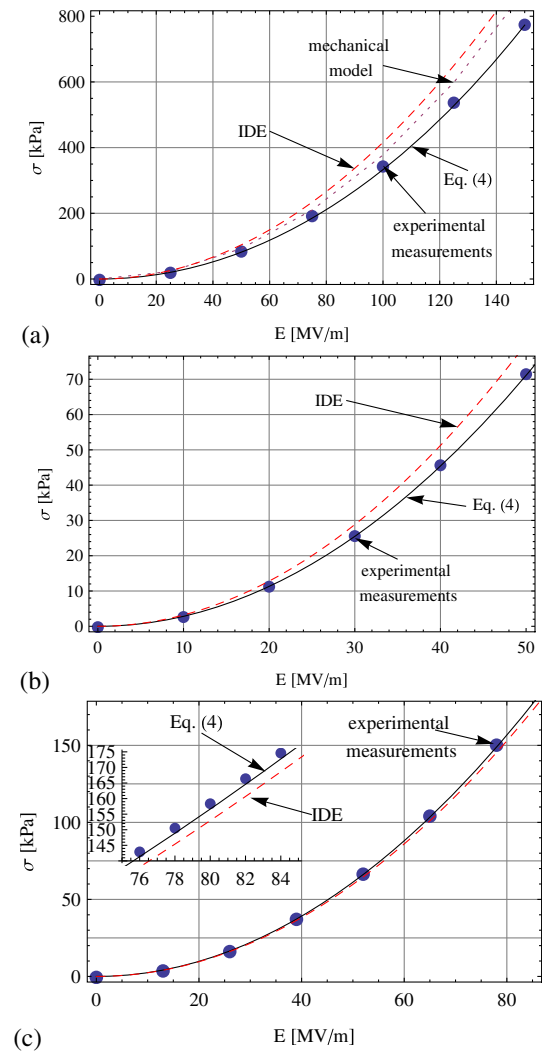 800
600
400
200
0
σ [kPa]
mechanical
model
IDE
Eq. (4)
experimental
measurements
0 20 40 60 80 100 120 140
E [MV/m]
(a)
70
60
50
40
30
20
10
0
σ [kPa]
IDE
Eq. (4)
experimental
measurements
0 10 20 30 40 50
E [MV/m]
(b)
150
100
50
0
σ [kPa]
Eq. (4)
experimental
measurements
175
165
155
145
IDE
76 78 80 82 84
0 20 40 60 80
E [MV/m]
(c)